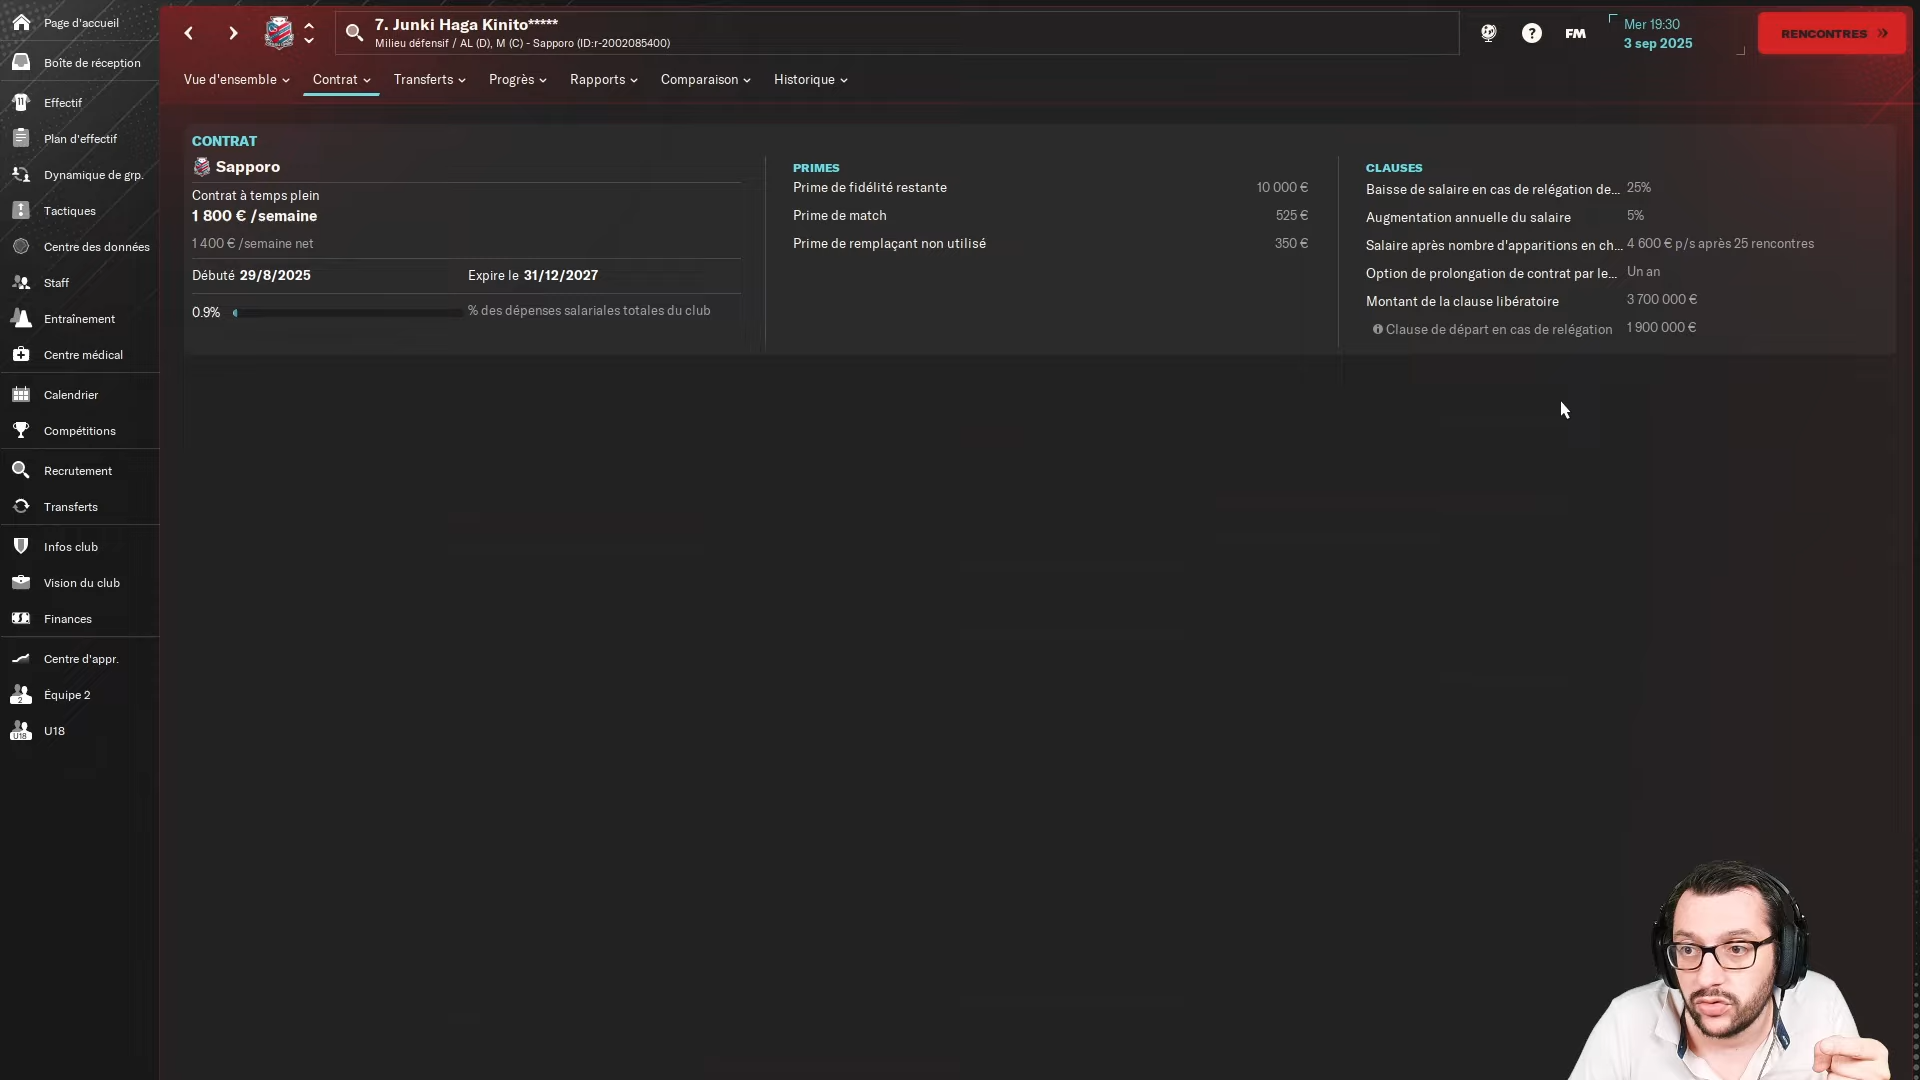 Page d'accueil
Boîte de réception
Effectif
Plan d'effectif
Dynamique de grp.
Tactiques
Centre des données
Staff
Entraînement
Centre médical
Calendrier
Compétitions
Recrutement
Transferts
Infos club
Vision du club
Finances
Centre d'appr.
Équipe 2
U18
7. Junki Haga Kinito*****
Milieu défensif / AL (D), M (C) - Sapporo (ID:r-2002085400)
?
FM
Mer 19:30
3 sep 2025
RENCONTRES
Vue d'ensemble
Contrat
Transferts
Progrès
Rapports
Comparaison
Historique
CONTRAT
Sapporo
Contrat à temps plein
1 800 € /semaine
1 400 € /semaine net
Débuté 29/8/2025
Expire le 31/12/2027
0.9%
% des dépenses salariales totales du club
PRIMES
Prime de fidélité restante 10 000 €
Prime de match 525 €
Prime de remplaçant non utilisé 350 €
CLAUSES
Baisse de salaire en cas de relégation de... 25%
Augmentation annuelle du salaire 5%
Salaire après nombre d'apparitions en ch... 4 600 € p/s après 25 rencontres
Option de prolongation de contrat par le... Un an
Montant de la clause libératoire 3 700 000 €
Clause de départ en cas de relégation 1 900 000 €